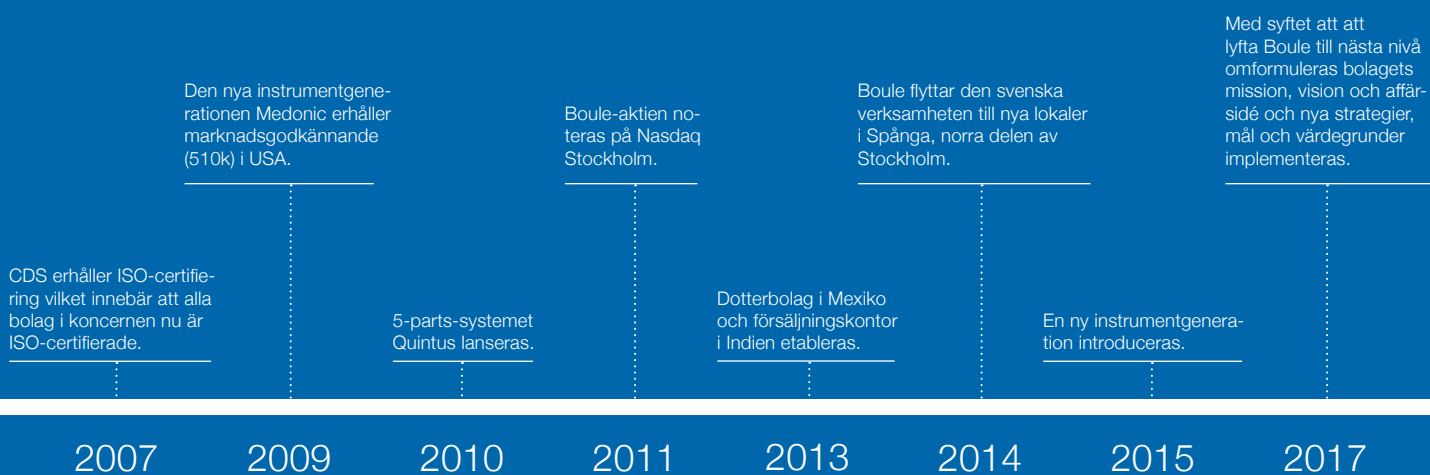 CDS erhåller ISO-certifie-
ring vilket innebär att alla
bolag i koncernen nu är
ISO-certifierade.
Den nya instrumentgene-
rationen Medonic erhåller
marknadsgodkännande
(510k) i USA.
5-parts-systemet
Quintus lanseras.
Boule-aktien no-
teras på Nasdaq
Stockholm.
Dotterbolag i Mexiko
och försäljningskontor
i Indien etableras.
Boule flyttar den svenska
verksamheten till nya lokaler
i Spånga, norra delen av
Stockholm.
En ny instrumentgenera-
tion introduceras.
Med syftet att att
lyfta Boule till nästa nivå
omformuleras bolagets
mission, vision och affär-
sidé och nya strategier,
mål och värdegrunder
implementeras.
2007 2009 2010 2011 2013 2014 2015 2017